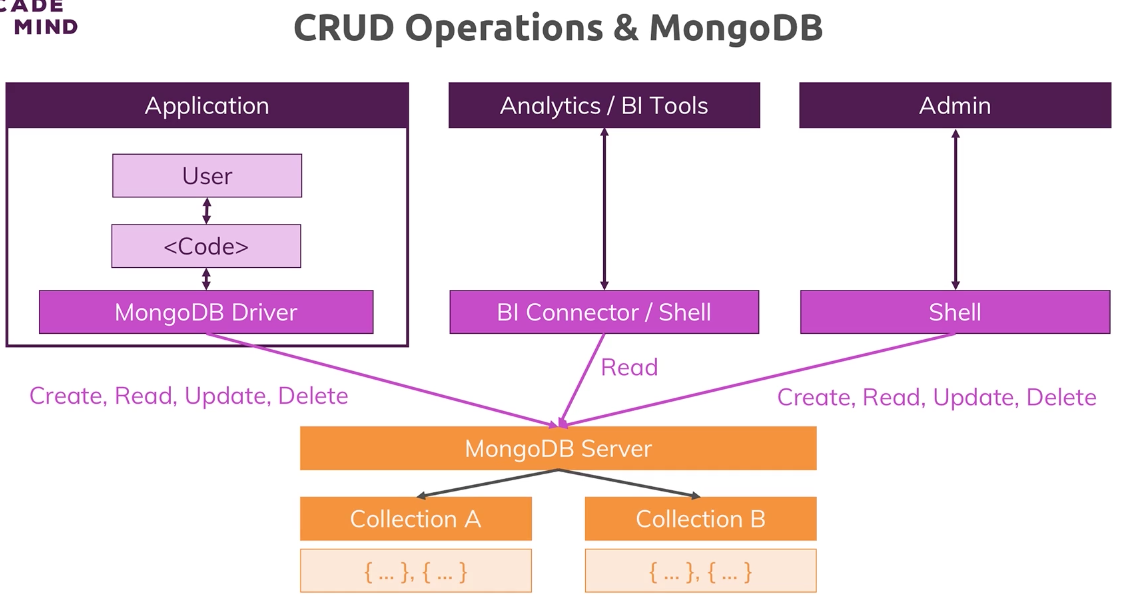 CADE
MIND
CRUD Operations & MongoDB
Application
Analytics / BI Tools
Admin
User
<Code>
MongoDB Driver
BI Connector / Shell
Shell
Read
Create, Read, Update, Delete
Create, Read, Update, Delete
MongoDB Server
Collection A
Collection B
{ ... }, { ... }
{ ... }, { ... }